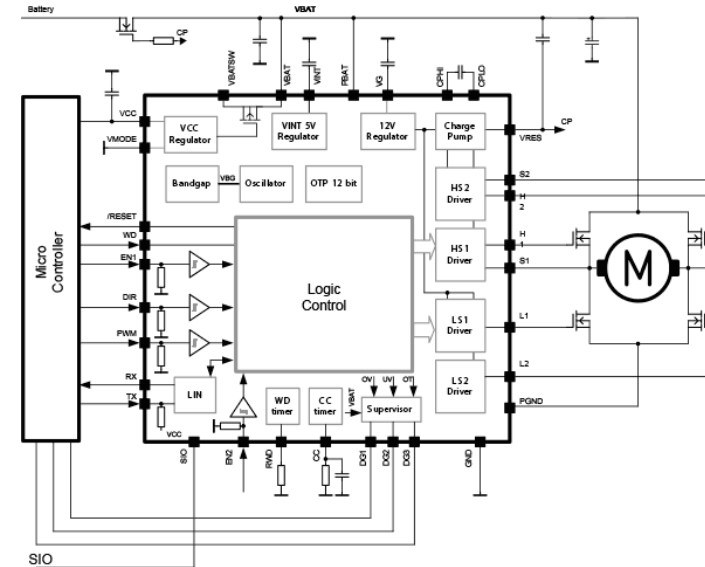 Battery
VBAT
CP
VBATSW
VBAT
VINT
PBAT
VG
CPHI
CPLO
VCC
VMODE
VCC
Regulator
VINT 5V
Regulator
12V
Regulator
Charge
Pump
VRES
CP
Bandgap
VBG
Oscillator
OTP 12 bit
HS2
Driver
S2
H
2
/RESET
WD
EN1
DIR
PWM
RX
TX
Micro
Controller
Logic
Control
HS1
Driver
H
1
S1
M
LS1
Driver
L1
LS2
Driver
L2
PGND
LIN
VCC
WD
timer
CC
timer
VBAT
OV
UV
OT
Supervisor
SIO
EN2
RWD
CC
DG1
DG2
DG3
GND
SIO